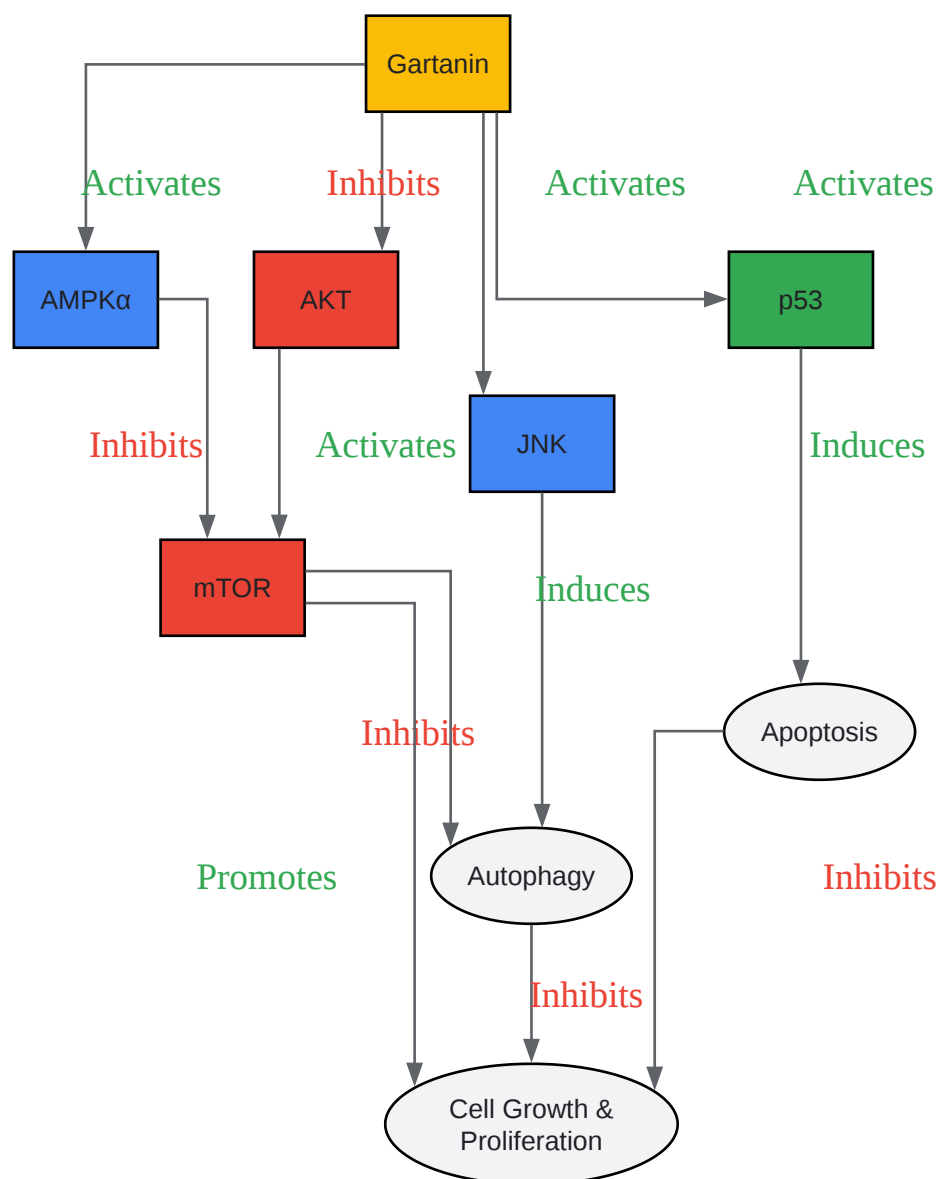 Gartanin
Activates
Inhibits
Activates
Activates
AMPKα
AKT
p53
Inhibits
Activates
JNK
Induces
mTOR
Induces
Inhibits
Apoptosis
Promotes
Autophagy
Inhibits
Inhibits
Cell Growth &
Proliferation